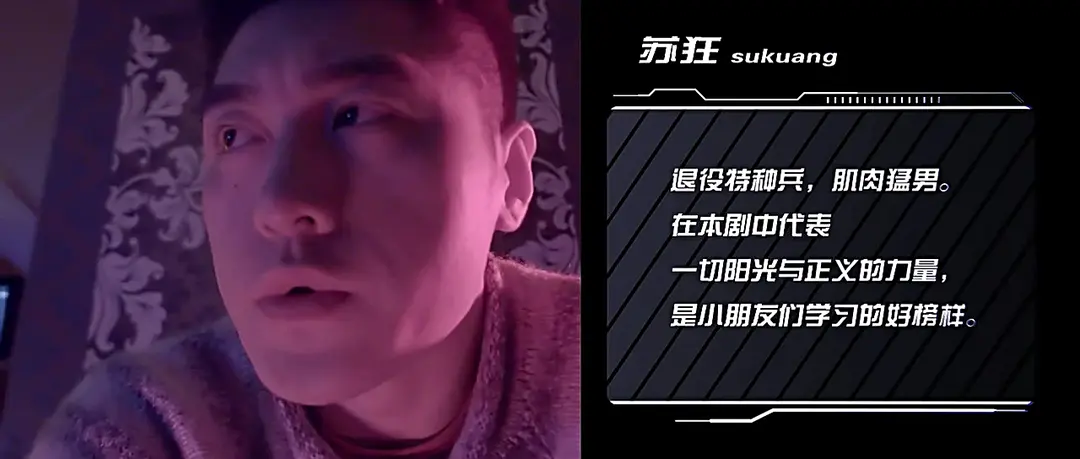 苏狂 sukuang
退役特种兵，肌肉猛男。
在本剧中代表
一切阳光与正义的力量，
是小朋友们学习的好榜样。